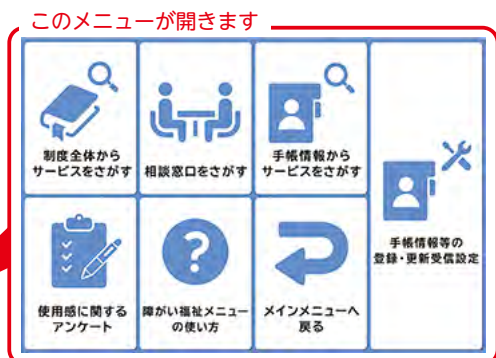 このメニューが開きます
制度全体から
サービスをさがす
相談窓口をさがす
手帳情報から
サービスをさがす
手帳情報等の
登録・更新受信設定
使用感に関する
アンケート
障がい福祉メニュー
の使い方
メインメニューへ
戻る